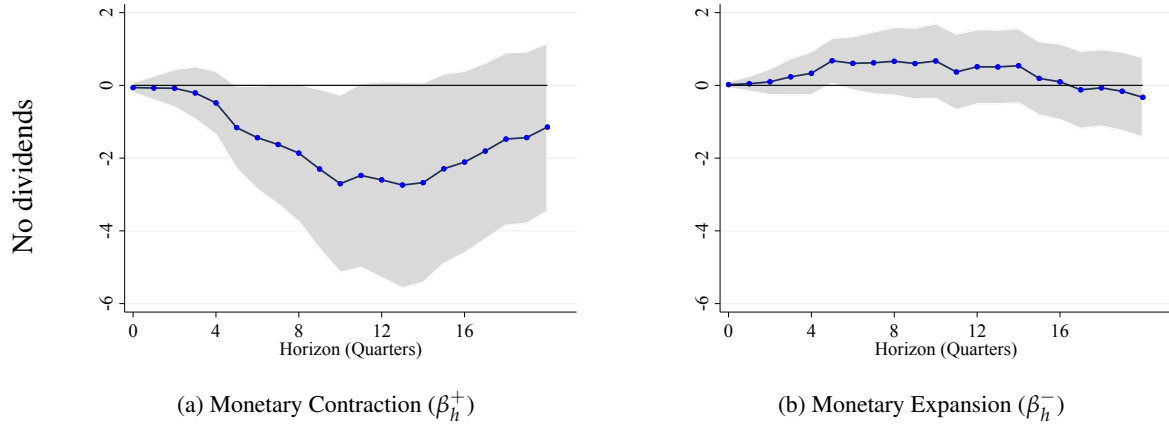 No dividends
2
0
-2
-4
-6
0 4 8 12 16
Horizon (Quarters)
(a) Monetary Contraction (β_h^+)
2
0
-2
-4
-6
0 4 8 12 16
Horizon (Quarters)
(b) Monetary Expansion (β_h^-)